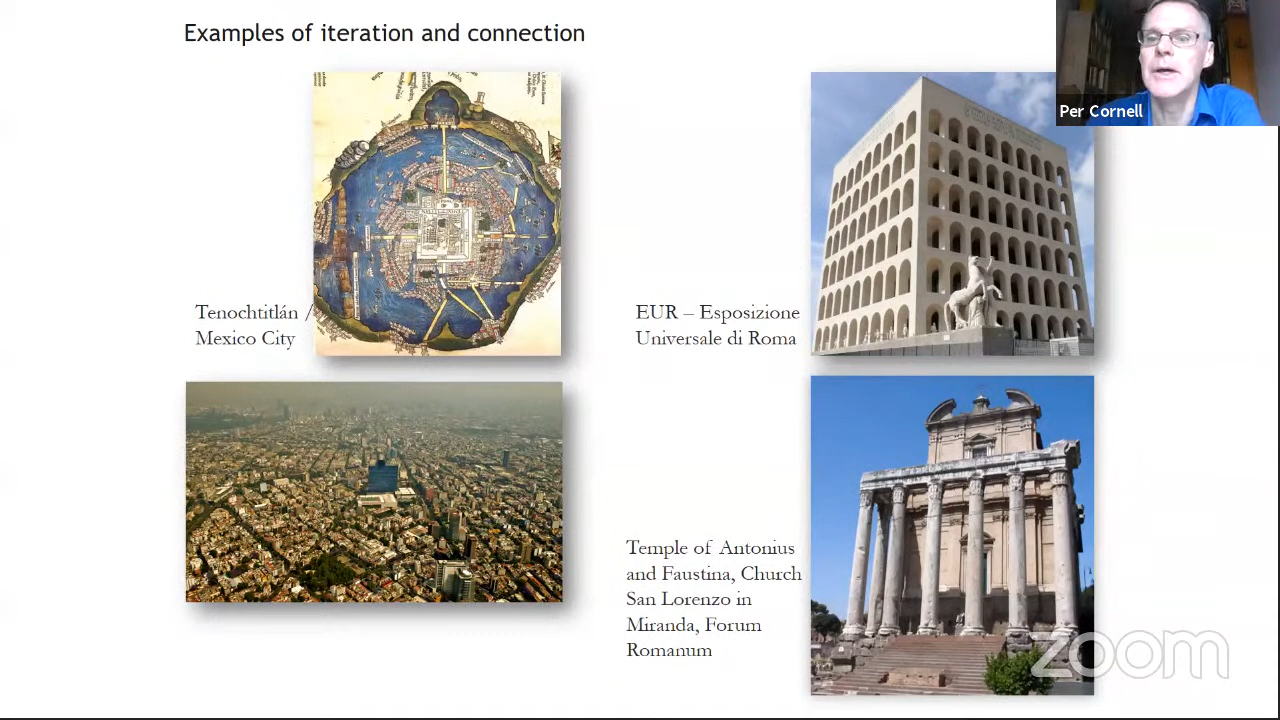 Examples of iteration and connection
Per Cornell
Tenochtitlán /
Mexico City
EUR – Esposizione
Universale di Roma
Temple of Antonius
and Faustina, Church
San Lorenzo in
Miranda, Forum
Romanum
zoom